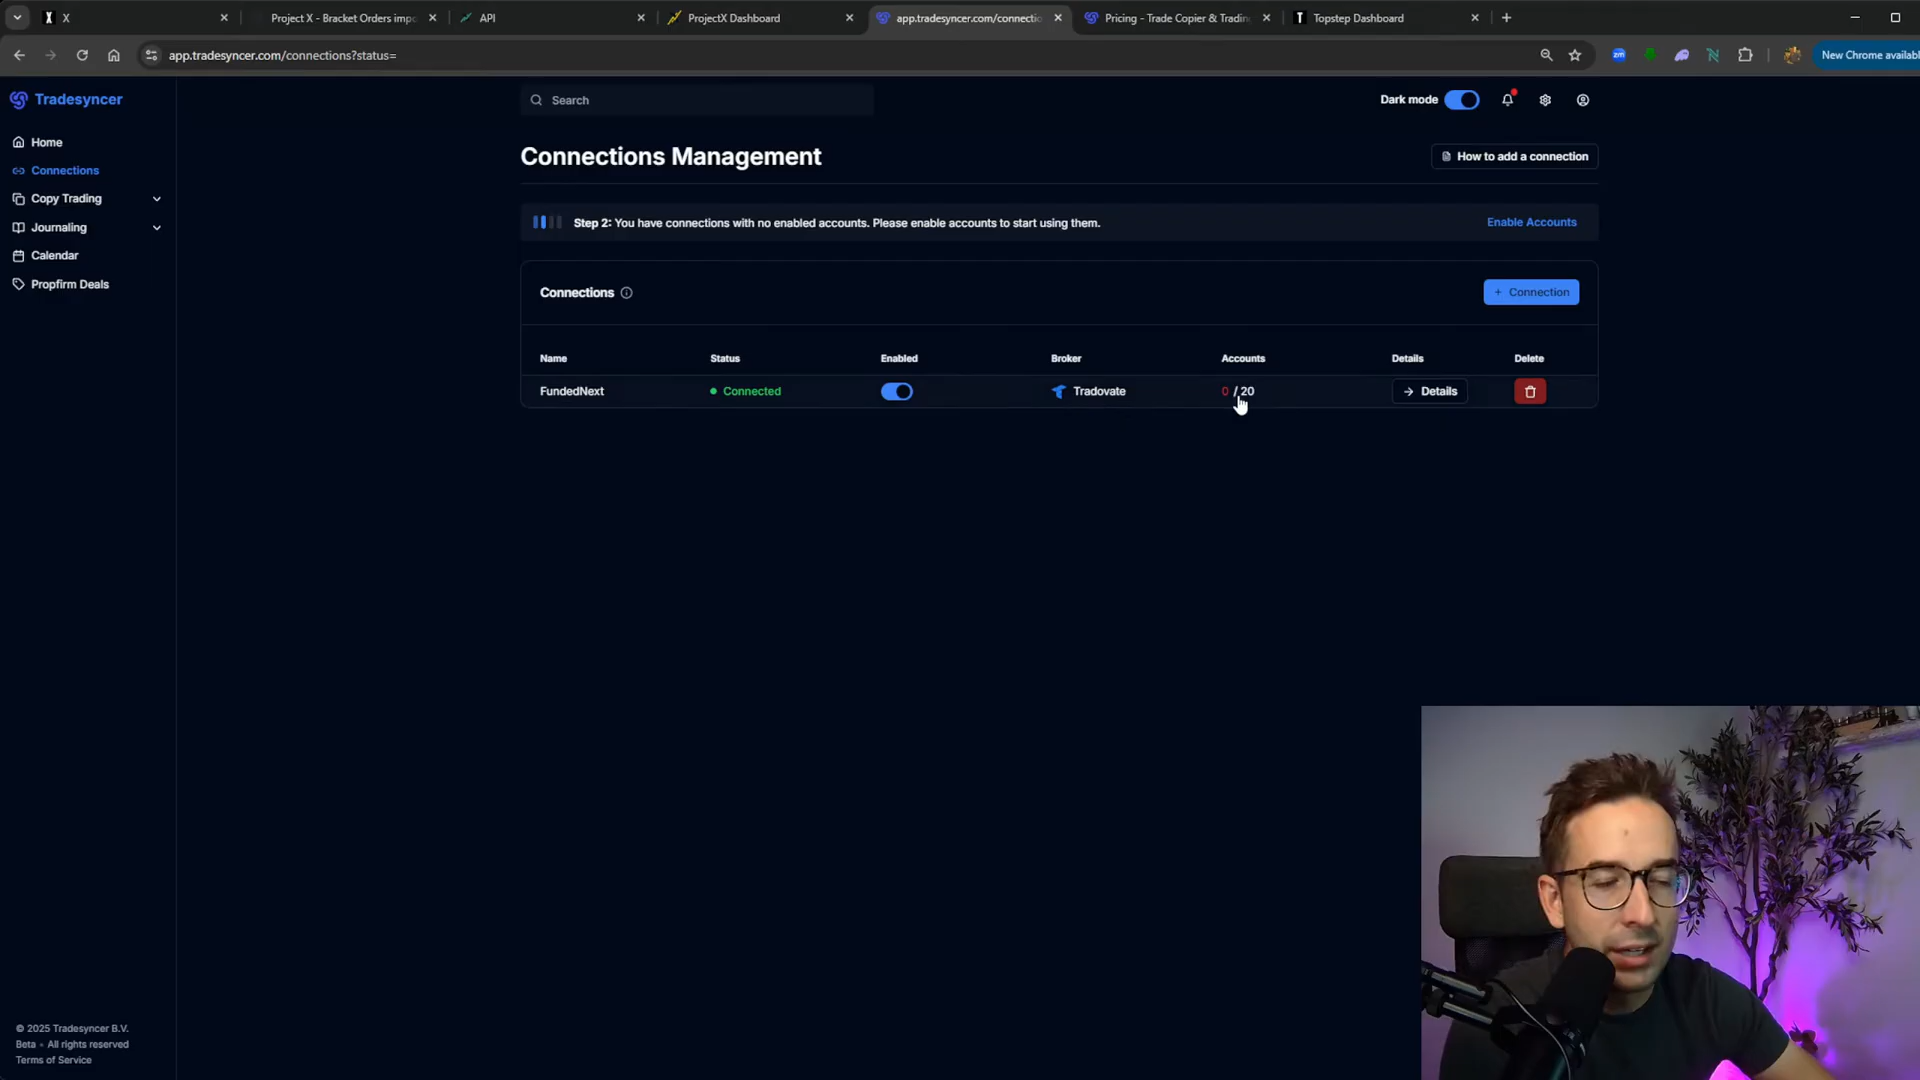 X
Project X - Bracket Orders impo
API
ProjectX Dashboard
app.tradesyncer.com/connectio
Pricing - Trade Copier & Tradin
T
Topstep Dashboard
app.tradesyncer.com/connections?status=
zm
New Chrome availabl
Tradesyncer
Search
Dark mode
Home
Connections
Copy Trading
Journaling
Calendar
Propfirm Deals
Connections Management
How to add a connection
Step 2: You have connections with no enabled accounts. Please enable accounts to start using them.
Enable Accounts
Connections
+ Connection
Name Status Enabled Broker Accounts Details Delete
FundedNext Connected Tradovate 0 / 20 → Details
© 2025 Tradesyncer B.V.
Beta • All rights reserved
Terms of Service